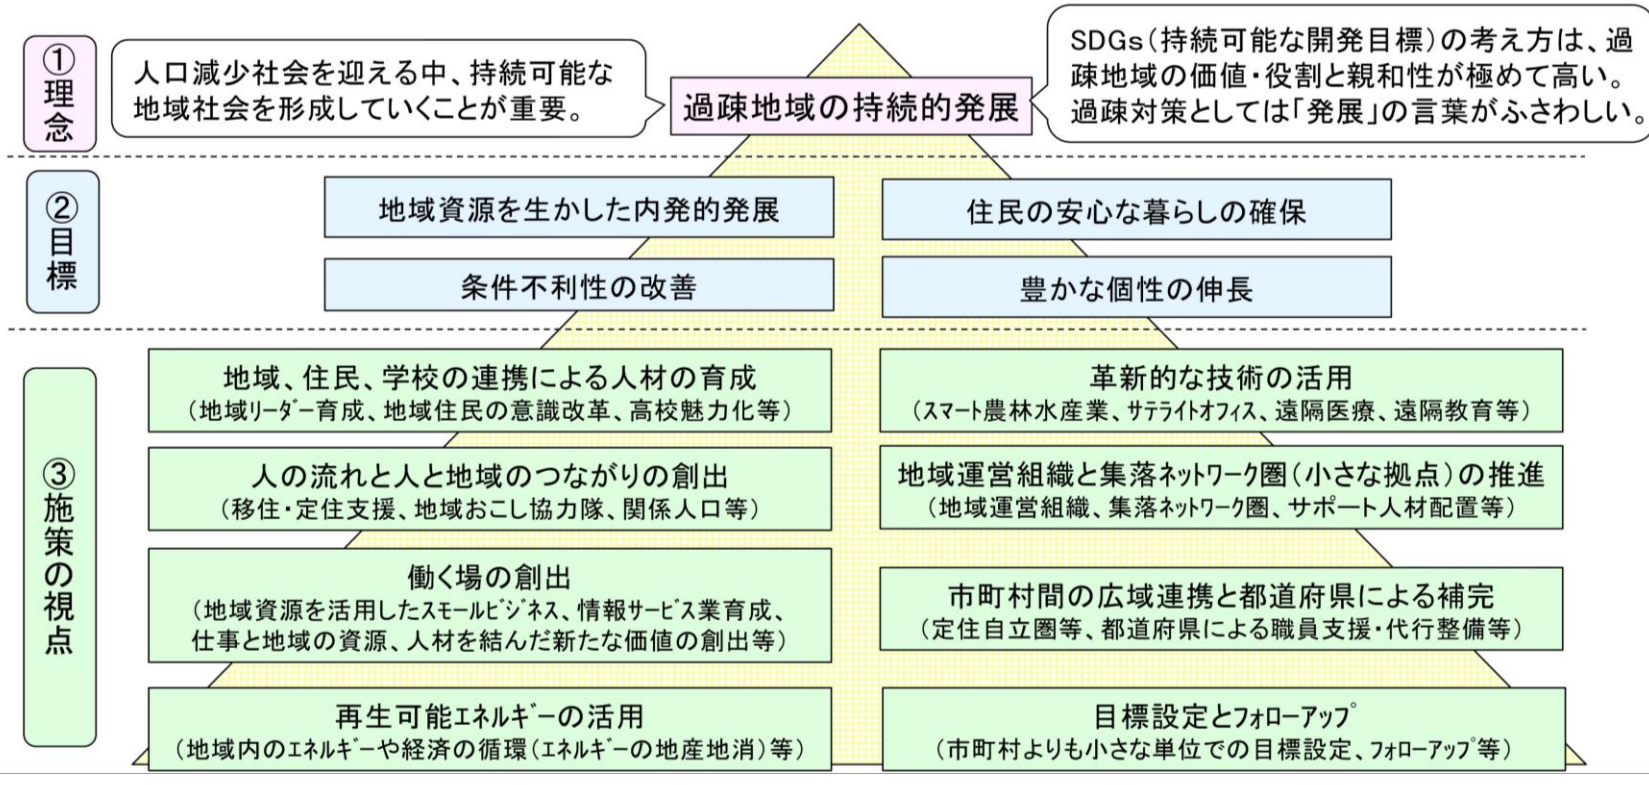 ①理念
人口減少社会を迎える中、持続可能な
地域社会を形成していくことが重要。
過疎地域の持続的発展
SDGs(持続可能な開発目標)の考え方は、過
疎地域の価値・役割と親和性が極めて高い。
過疎対策としては「発展」の言葉がふさわしい。
②目標
地域資源を生かした内発的発展
住民の安心な暮らしの確保
条件不利性の改善
豊かな個性の伸長
③施策の視点
地域、住民、学校の連携による人材の育成
(地域ﾘｰﾀﾞｰ育成、地域住民の意識改革、高校魅力化等)
革新的な技術の活用
(ｽﾏｰﾄ農林水産業、ｻﾃﾗｲﾄｵﾌｨｽ、遠隔医療、遠隔教育等)
人の流れと人と地域のつながりの創出
(移住・定住支援、地域おこし協力隊、関係人口等)
地域運営組織と集落ﾈｯﾄﾜｰｸ圏(小さな拠点)の推進
(地域運営組織、集落ﾈｯﾄﾜｰｸ圏、サポート人材配置等)
働く場の創出
(地域資源を活用したｽﾓｰﾙﾋﾞｼﾞﾈｽ、情報サービス業育成、
仕事と地域の資源、人材を結んだ新たな価値の創出等)
市町村間の広域連携と都道府県による補完
(定住自立圏等、都道府県による職員支援・代行整備等)
再生可能ｴﾈﾙｷﾞｰの活用
(地域内のｴﾈﾙｷﾞｰや経済の循環(ｴﾈﾙｷﾞｰの地産地消)等)
目標設定とﾌｫﾛｰｱｯﾌﾟ
(市町村よりも小さな単位での目標設定、ﾌｫﾛｰｱｯﾌﾟ等)